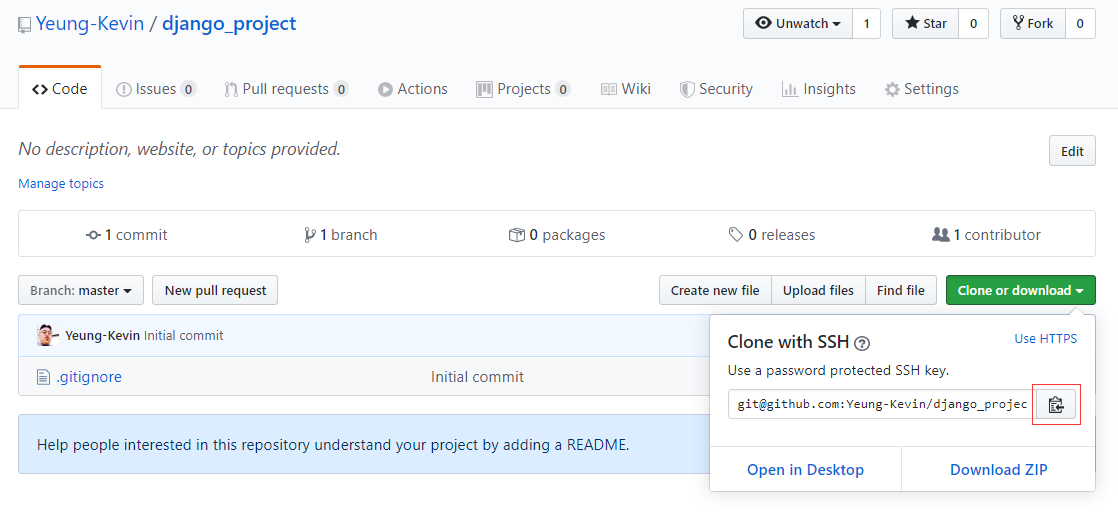 Yeung-Kevin / django_project
Unwatch 1 Star 0 Fork 0
Code Issues 0 Pull requests 0 Actions Projects 0 Wiki Security Insights Settings
No description, website, or topics provided.
Edit
Manage topics
1 commit 1 branch 0 packages 0 releases 1 contributor
Branch: master New pull request Create new file Upload files Find file Clone or download
Yeung-Kevin Initial commit
.gitignore Initial commit
Help people interested in this repository understand your project by adding a README.
Clone with SSH Use HTTPS
Use a password protected SSH key.
git@github.com:Yeung-Kevin/django_projec
Open in Desktop Download ZIP